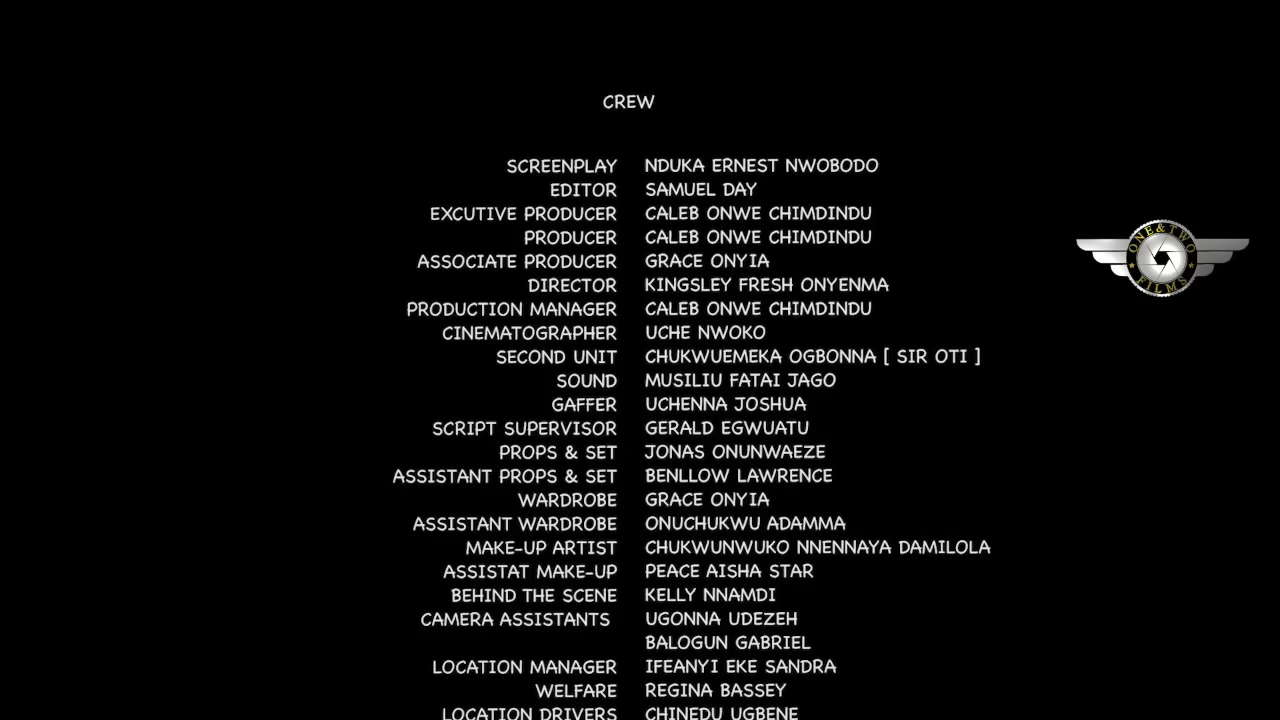 CREW
SCREENPLAY NDUKA ERNEST NWOBODO
EDITOR SAMUEL DAY
EXCUTIVE PRODUCER CALEB ONWE CHIMDINDU
PRODUCER CALEB ONWE CHIMDINDU
ASSOCIATE PRODUCER GRACE ONYIA
DIRECTOR KINGSLEY FRESH ONYENMA
PRODUCTION MANAGER CALEB ONWE CHIMDINDU
CINEMATOGRAPHER UCHE NWOKO
SECOND UNIT CHUKWUEMEKA OGBONNA [ SIR OTI ]
SOUND MUSILIU FATAI JAGO
GAFFER UCHENNA JOSHUA
SCRIPT SUPERVISOR GERALD EGWUATU
PROPS & SET JONAS ONUNWAEZE
ASSISTANT PROPS & SET BENLLOW LAWRENCE
WARDROBE GRACE ONYIA
ASSISTANT WARDROBE ONUCHUKWU ADAMMA
MAKE-UP ARTIST CHUKWUNWUKO NNENNAYA DAMILOLA
ASSISTAT MAKE-UP PEACE AISHA STAR
BEHIND THE SCENE KELLY NNAMDI
CAMERA ASSISTANTS UGONNA UDEZEH
BALOGUN GABRIEL
LOCATION MANAGER IFEANYI EKE SANDRA
WELFARE REGINA BASSEY
LOCATION DRIVERS CHINEDU UGBENE
ONE&TWO
FILMS